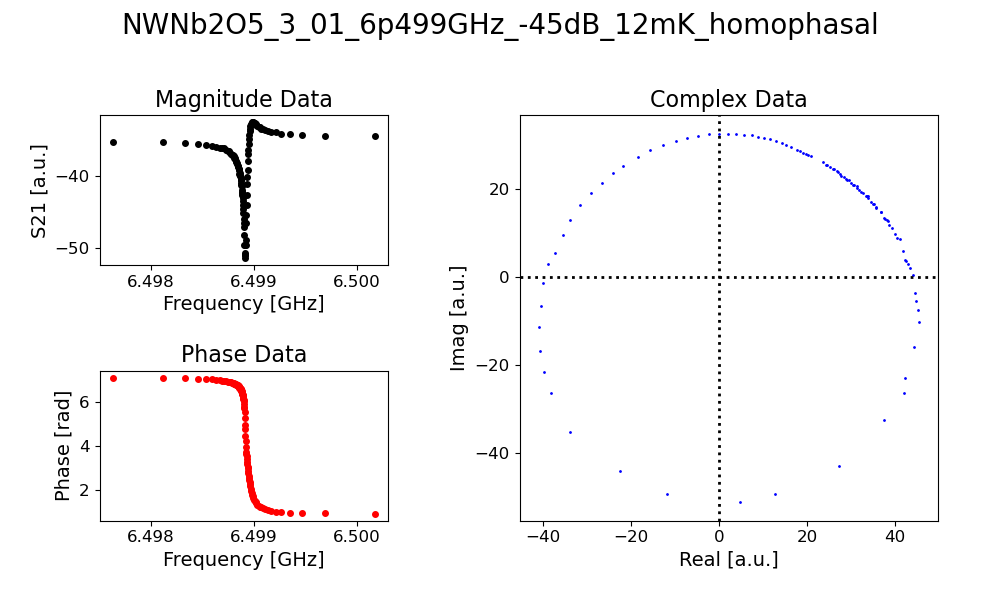 NWNb2O5_3_01_6p499GHz_-45dB_12mK_homophasal
Magnitude Data
S21 [a.u.]
−40
−50
6.498 6.499 6.500
Frequency [GHz]
Phase Data
Phase [rad]
6
4
2
6.498 6.499 6.500
Frequency [GHz]
Complex Data
Imag [a.u.]
20
0
−20
−40
−40 −20 0 20 40
Real [a.u.]